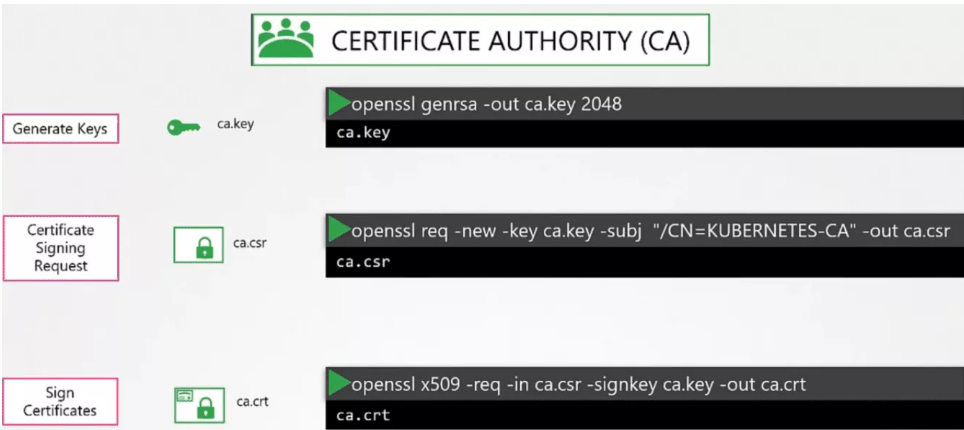 CERTIFICATE AUTHORITY (CA)
Generate Keys
ca.key
openssl genrsa -out ca.key 2048
ca.key
Certificate
Signing
Request
ca.csr
openssl req -new -key ca.key -subj "/CN=KUBERNETES-CA" -out ca.csr
ca.csr
Sign
Certificates
ca.crt
openssl x509 -req -in ca.csr -signkey ca.key -out ca.crt
ca.crt